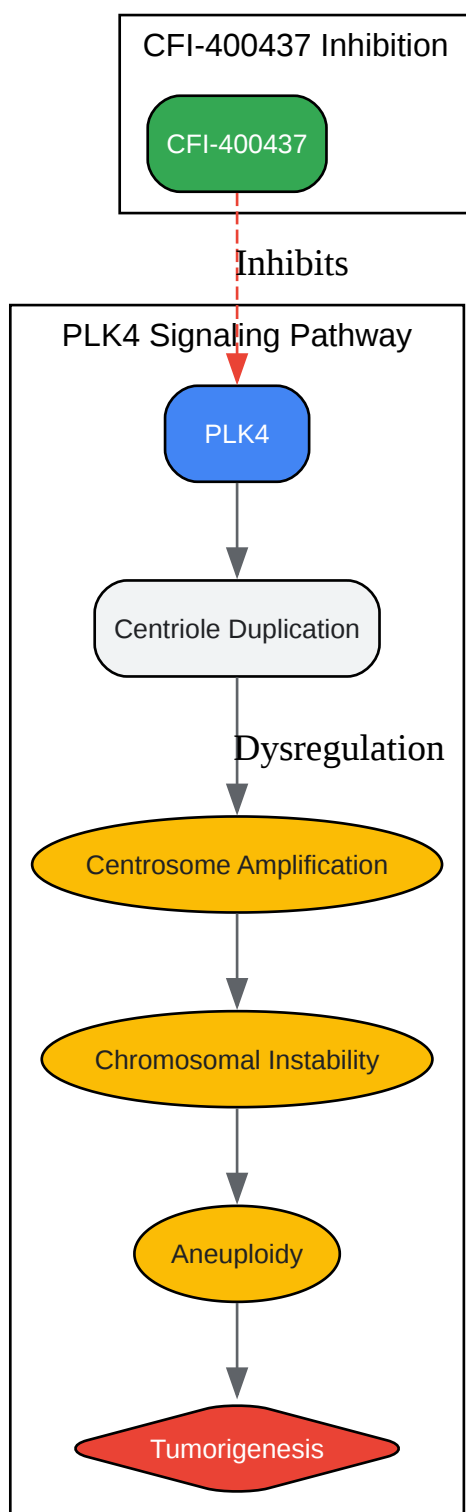 CFI-400437 Inhibition
CFI-400437
Inhibits
PLK4 Signaling Pathway
PLK4
Centriole Duplication
Dysregulation
Centrosome Amplification
Chromosomal Instability
Aneuploidy
Tumorigenesis